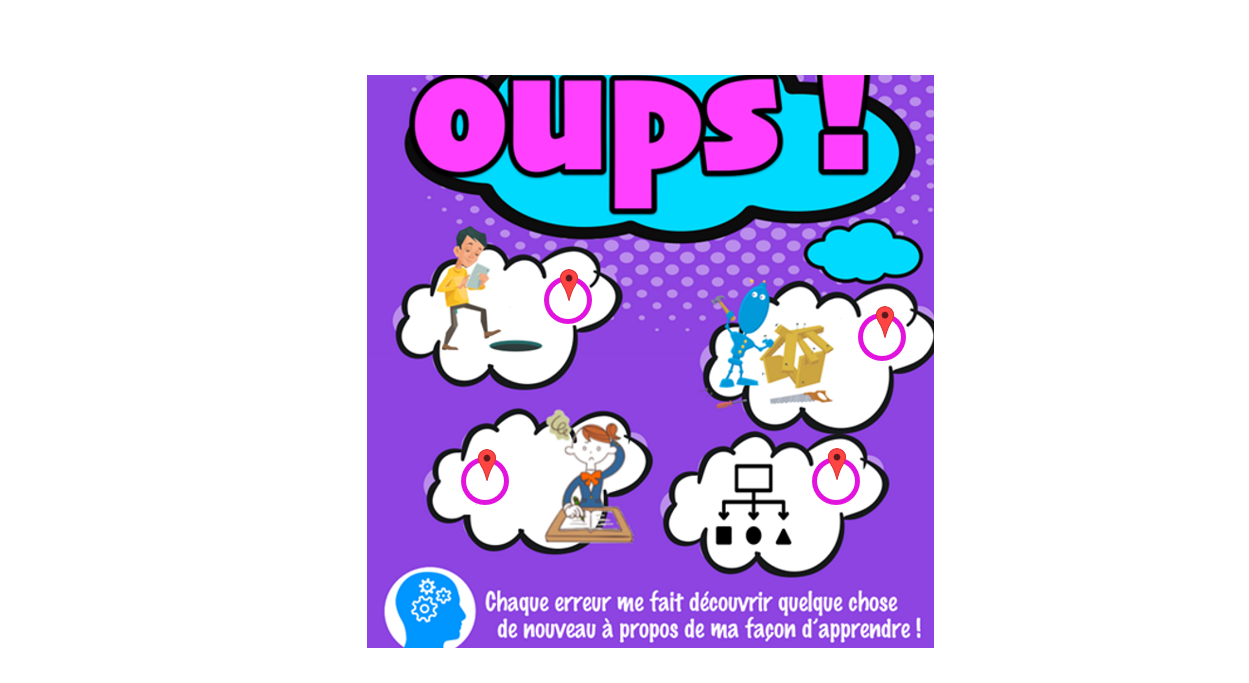 oups !
Chaque erreur me fait découvrir quelque chose
de nouveau à propos de ma façon d'apprendre !